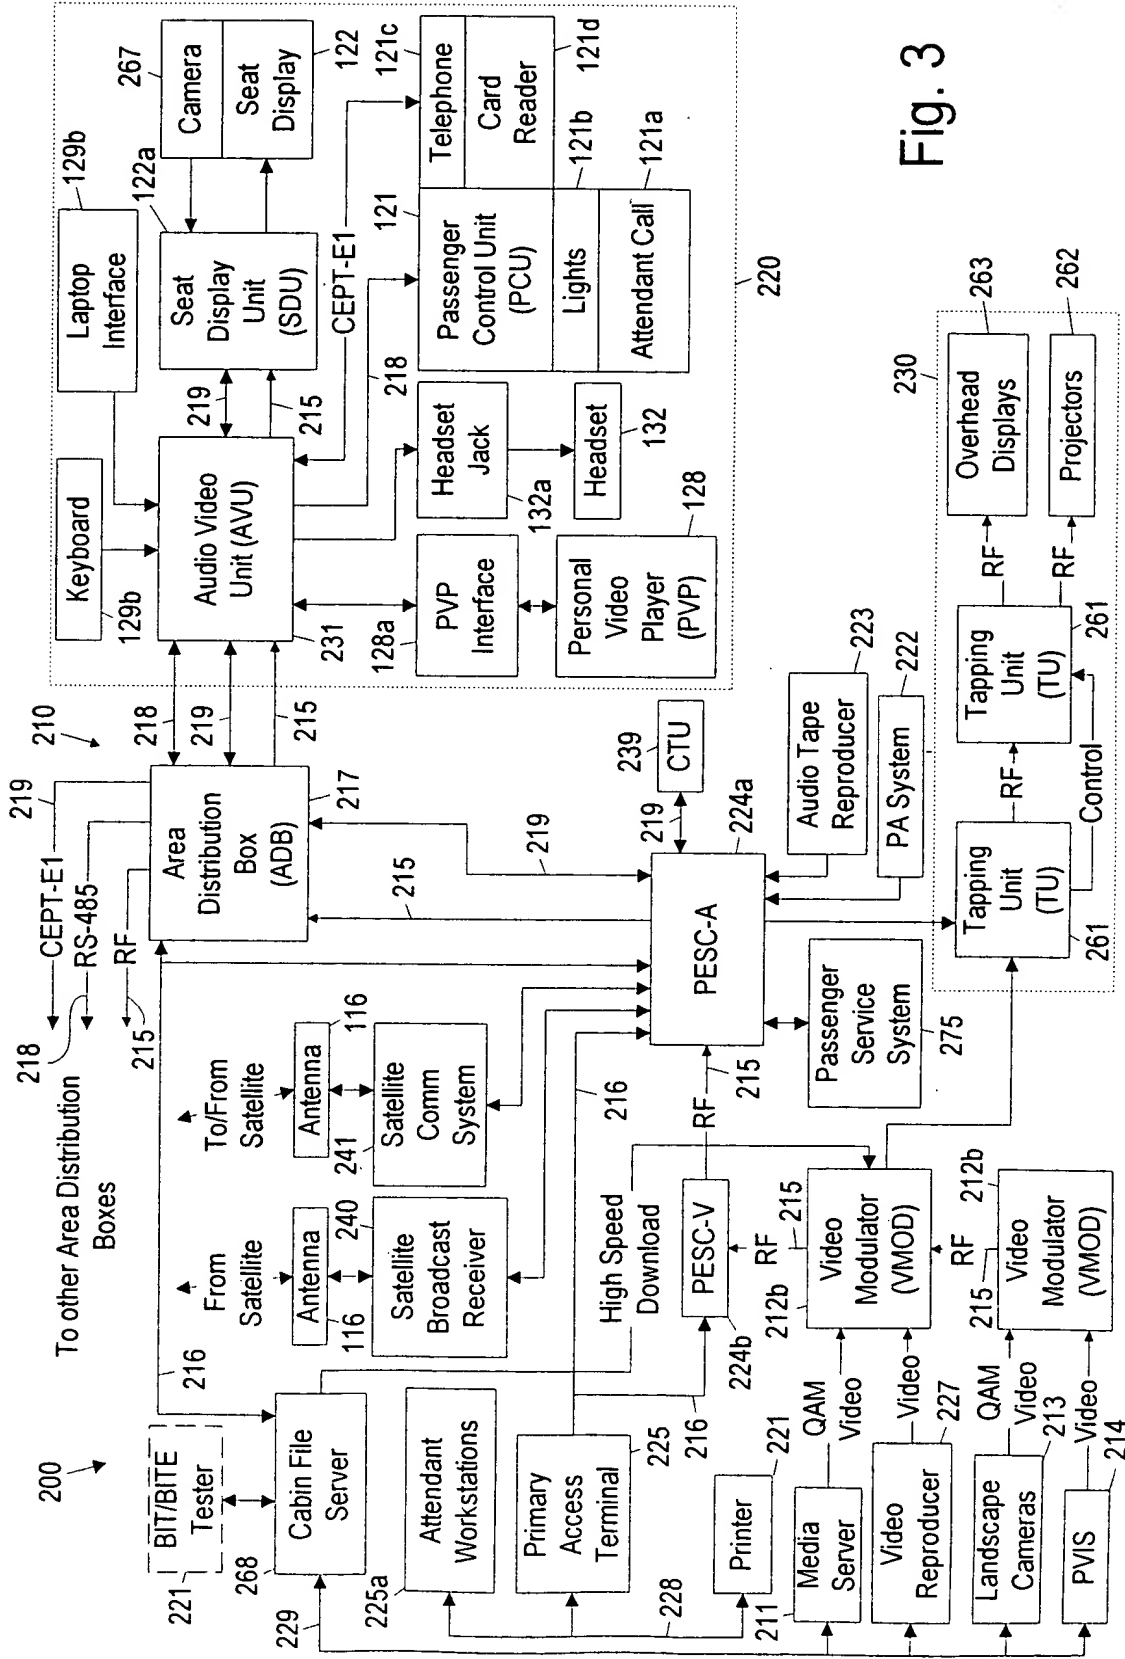 200
210
BIT/BITE
Tester
221
268
Cabin File
Server
229
216
To other Area Distribution
Boxes
218
CEPT-E1
219
RS-485
RF
215
Area
Distribution
Box
(ADB)
217
218
219
215
Keyboard
129b
Laptop
Interface
129b
Audio Video
Unit (AVU)
231
219
215
Seat
Display
Unit
(SDU)
122a
Camera
267
Seat
Display
122
CEPT-E1
218
128a
PVP
Interface
Personal
Video
Player
(PVP)
128
Headset
Jack
132a
Headset
132
Passenger
Control Unit
(PCU)
121
Telephone
121c
Card
Reader
121d
Lights
121b
Attendant Call
121a
220
From
Satellite
Antenna
116
240
Satellite
Broadcast
Receiver
To/From
Satellite
Antenna
116
241
Satellite
Comm
System
225a
Attendant
Workstations
Primary
Access
Terminal
225
228
Printer
221
216
216
High Speed
Download
PESC-V
224b
RF
215
215
219
PESC-A
224a
219
CTU
239
Audio Tape
Reproducer
223
PA System
222
Passenger
Service
System
275
211
Media
Server
QAM
Video
Video
Reproducer
227
Video
212b
Video
Modulator
(VMOD)
RF
215
Landscape
Cameras
213
QAM
Video
PVIS
214
Video
215
RF
Video
Modulator
(VMOD)
212b
261
Tapping
Unit
(TU)
RF
Control
Tapping
Unit
(TU)
261
RF
RF
230
Overhead
Displays
263
Projectors
262
Fig. 3